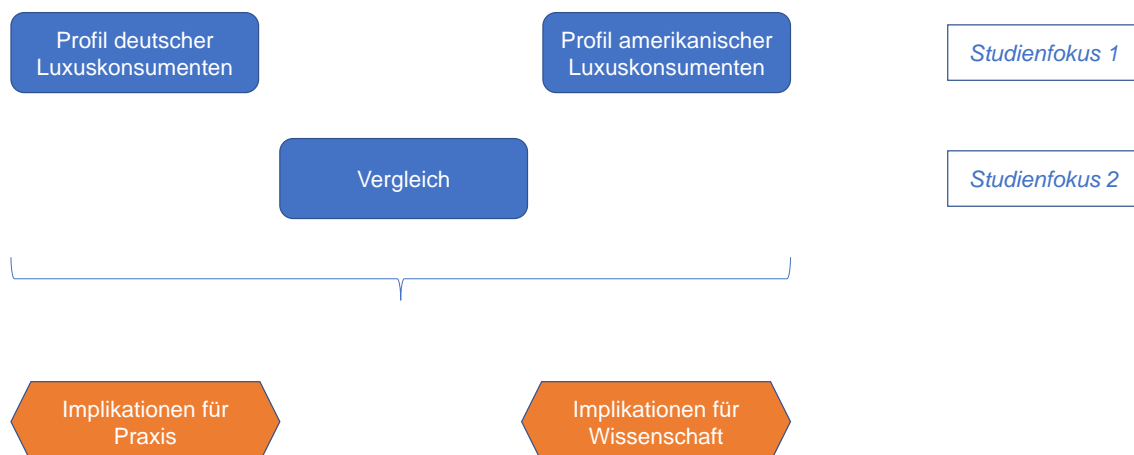 Profil deutscher
Luxuskonsumenten
Profil amerikanischer
Luxuskonsumenten
Studienfokus 1
Vergleich
Studienfokus 2
Implikationen für
Praxis
Implikationen für
Wissenschaft